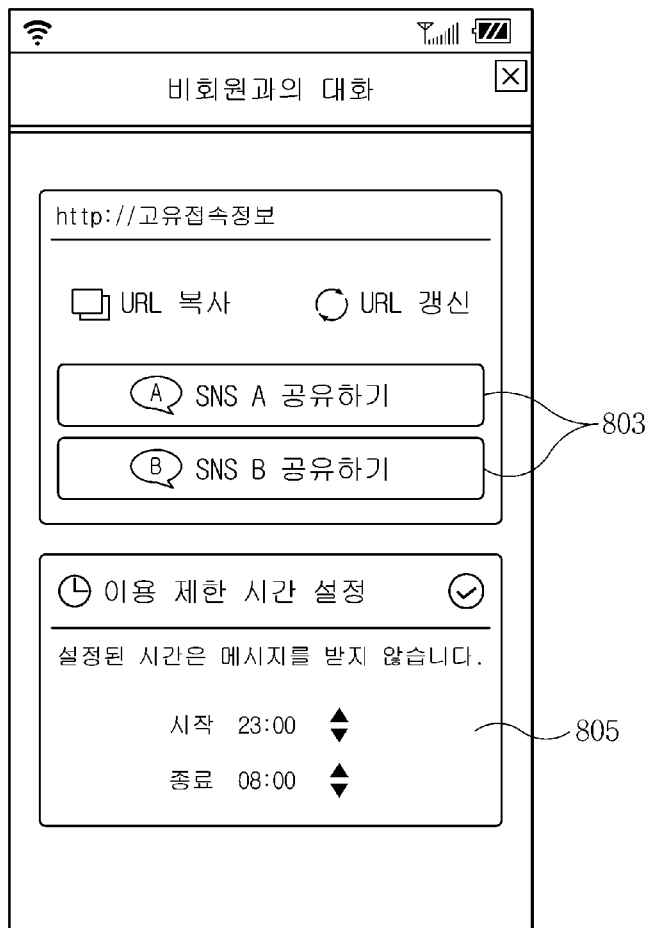 비회원과의 대화
http://고유접속정보
URL 복사 URL 갱신
A SNS A 공유하기
B SNS B 공유하기
803
이용 제한 시간 설정
설정된 시간은 메시지를 받지 않습니다.
시작 23:00
805
종료 08:00